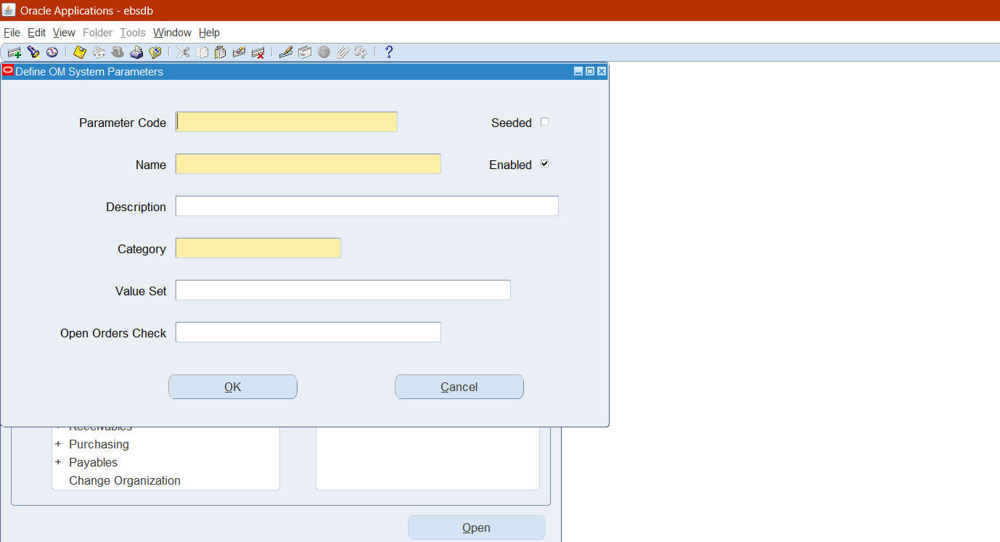 Oracle Applications - ebsdb
File Edit View Folder Tools Window Help
?
Define OM System Parameters
Parameter Code
Seeded
Name
Enabled
Description
Category
Value Set
Open Orders Check
OK
Cancel
Receivables
+ Purchasing
+ Payables
Change Organization
Open